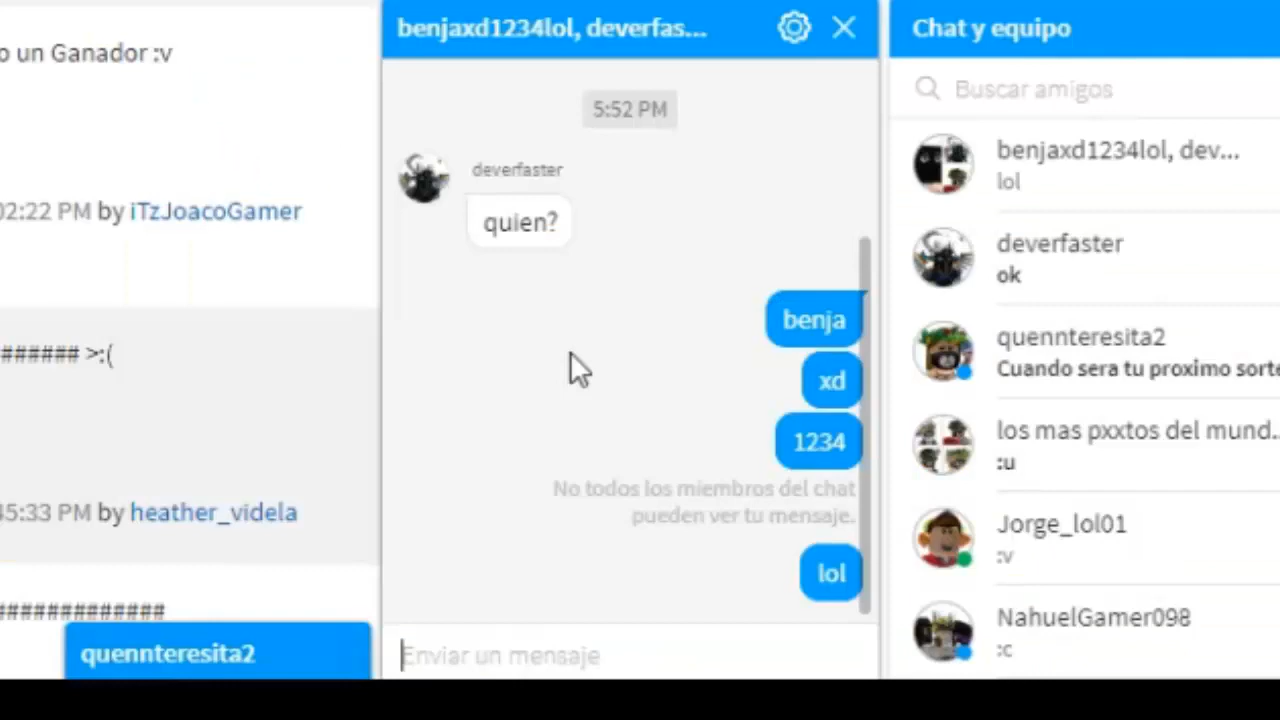 o un Ganador :v
02:22 PM by iTzJoacoGamer
###### >:(
45:33 PM by heather_videla
#############
quennteresita2
benjaxd1234lol, deverfas...
5:52 PM
deverfaster
quien?
benja
xd
1234
No todos los miembros del chat
pueden ver tu mensaje.
lol
Enviar un mensaje
Chat y equipo
Buscar amigos
benjaxd1234lol, dev...
lol
deverfaster
ok
quennteresita2
Cuando sera tu proximo sorte
los mas pxxtos del mund..
:u
Jorge_lol01
:v
NahuelGamer098
:c